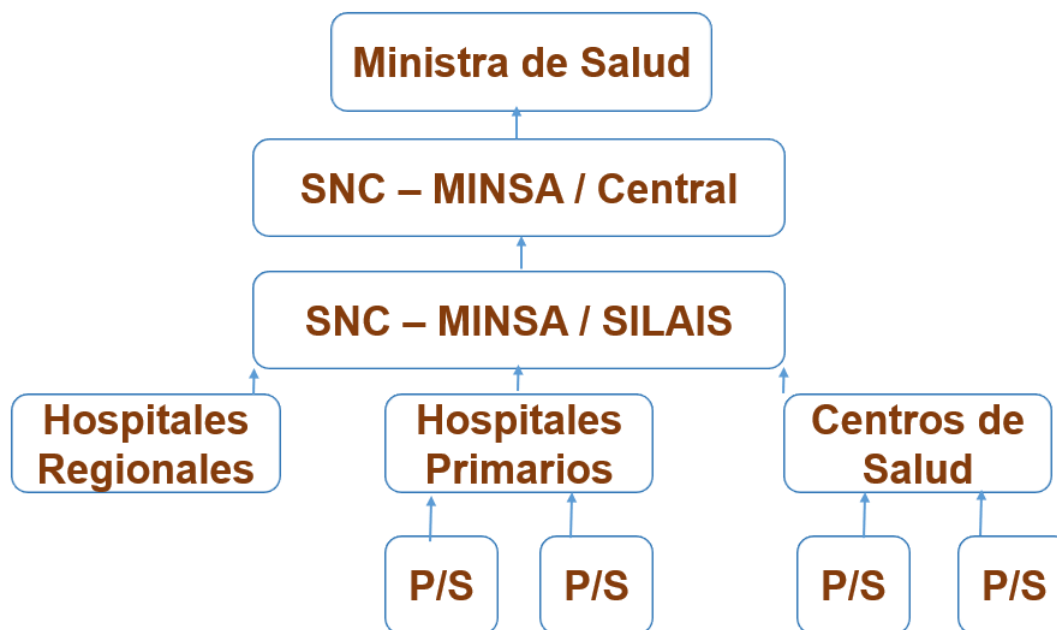 Ministra de Salud
SNC – MINSA / Central
SNC – MINSA / SILAIS
Hospitales
Regionales
Hospitales
Primarios
Centros de
Salud
P/S
P/S
P/S
P/S